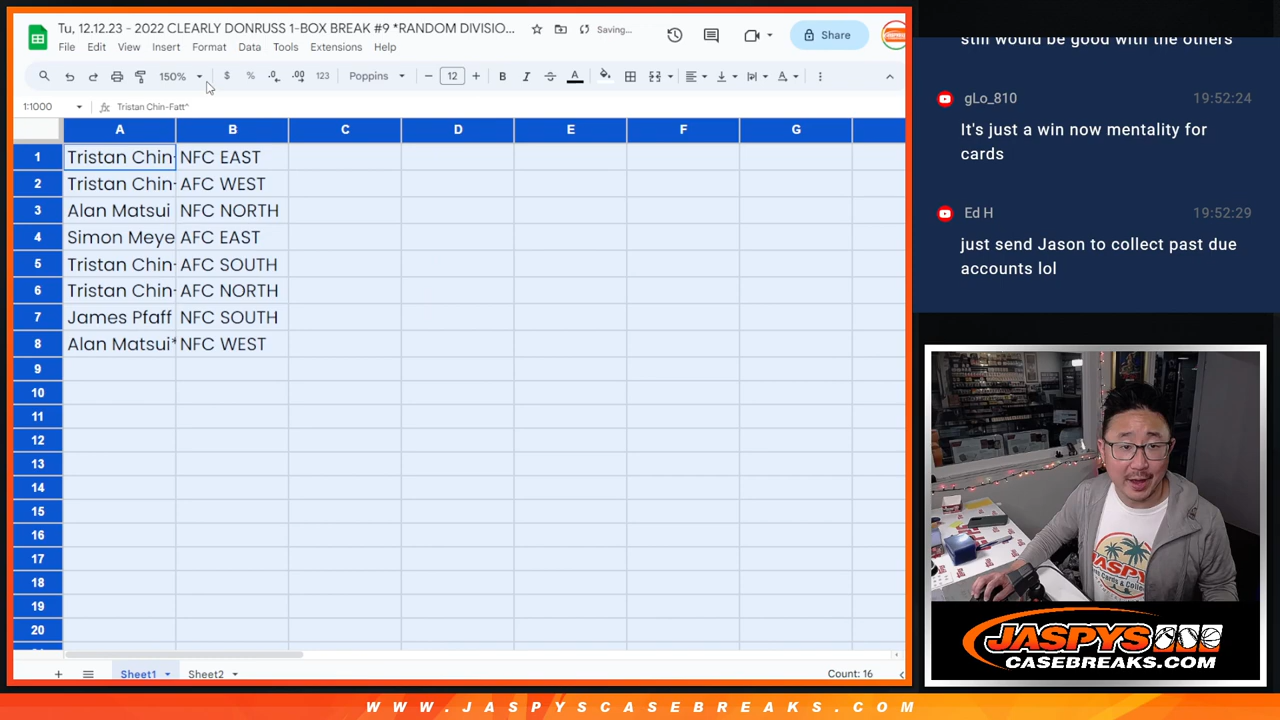 Tu, 12.12.23 - 2022 CLEARLY DONRUSS 1-BOX BREAK #9 *RANDOM DIVISIO...
Saving...
File Edit View Insert Format Data Tools Extensions Help
Share
150% $ % .0 .00 123 Poppins 12 B I A
1:1000 fx Tristan Chin-Fatt^
A B C D E F G
1 Tristan Chin- NFC EAST
2 Tristan Chin- AFC WEST
3 Alan Matsui NFC NORTH
4 Simon Meye AFC EAST
5 Tristan Chin- AFC SOUTH
6 Tristan Chin- AFC NORTH
7 James Pfaff NFC SOUTH
8 Alan Matsui* NFC WEST
9
10
11
12
13
14
15
16
17
18
19
20
Sheet1 Sheet2 Count: 16
still would be good with the others
gLo_810 19:52:24
It's just a win now mentality for
cards
Ed H 19:52:29
just send Jason to collect past due
accounts lol
JASPYS
JASPYS
CASEBREAKS.COM
WWW.JASPYSCASEBREAKS.COM